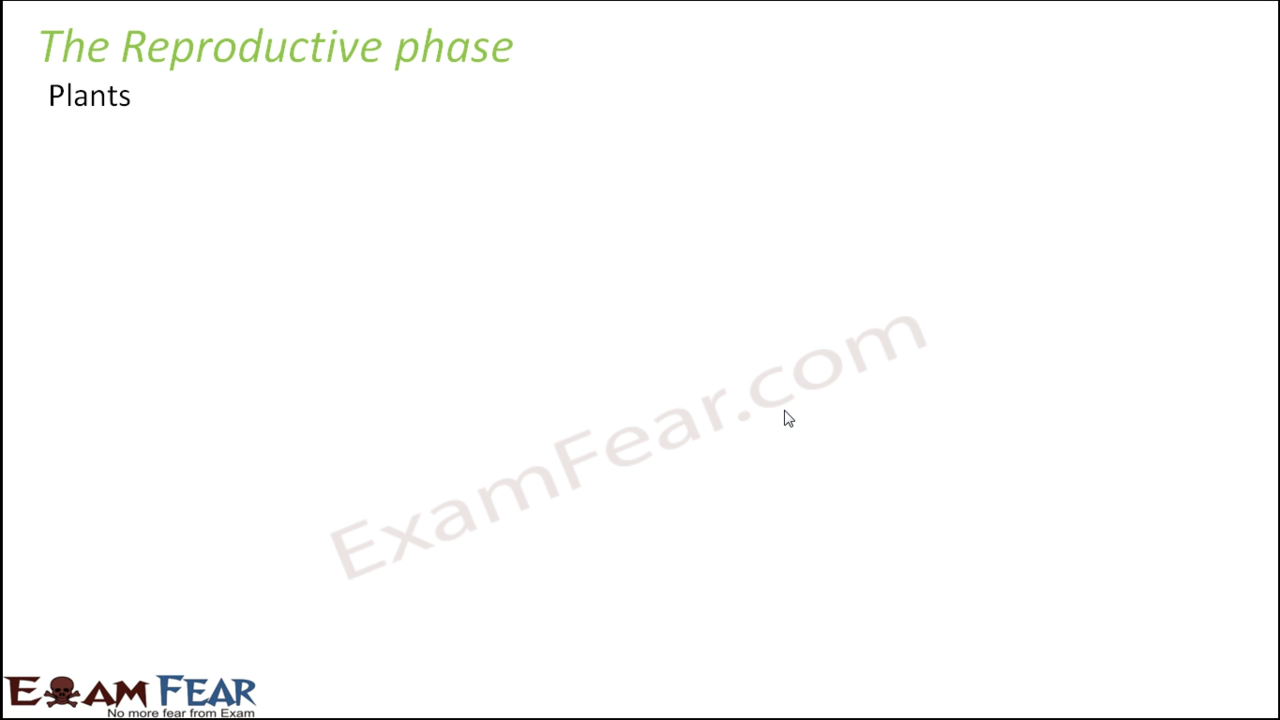 The Reproductive phase
Plants
ExamFear.com
EXAM FEAR
No more fear from Exam